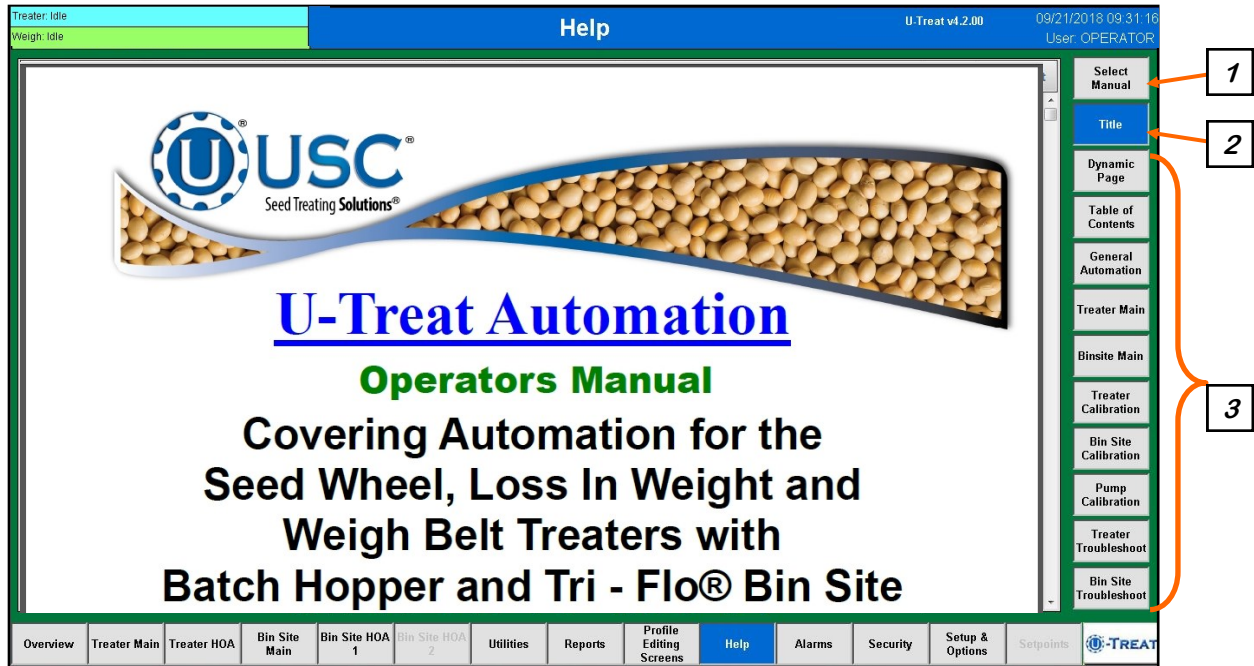 Treater: Idle
Weigh: Idle
Help
U-Treat v4.2.00
09/21/2018 09:31:16
User: OPERATOR
U
USC®
Seed Treating Solutions®
U-Treat Automation
Operators Manual
Covering Automation for the
Seed Wheel, Loss In Weight and
Weigh Belt Treaters with
Batch Hopper and Tri - Flo® Bin Site
Select
Manual
Title
Dynamic
Page
Table of
Contents
General
Automation
Treater Main
Binsite Main
Treater
Calibration
Bin Site
Calibration
Pump
Calibration
Treater
Troubleshoot
Bin Site
Troubleshoot
1
2
3
Overview
Treater Main
Treater HOA
Bin Site
Main
Bin Site HOA
1
Bin Site HOA
2
Utilities
Reports
Profile
Editing
Screens
Help
Alarms
Security
Setup &
Options
Setpoints
U-TREAT